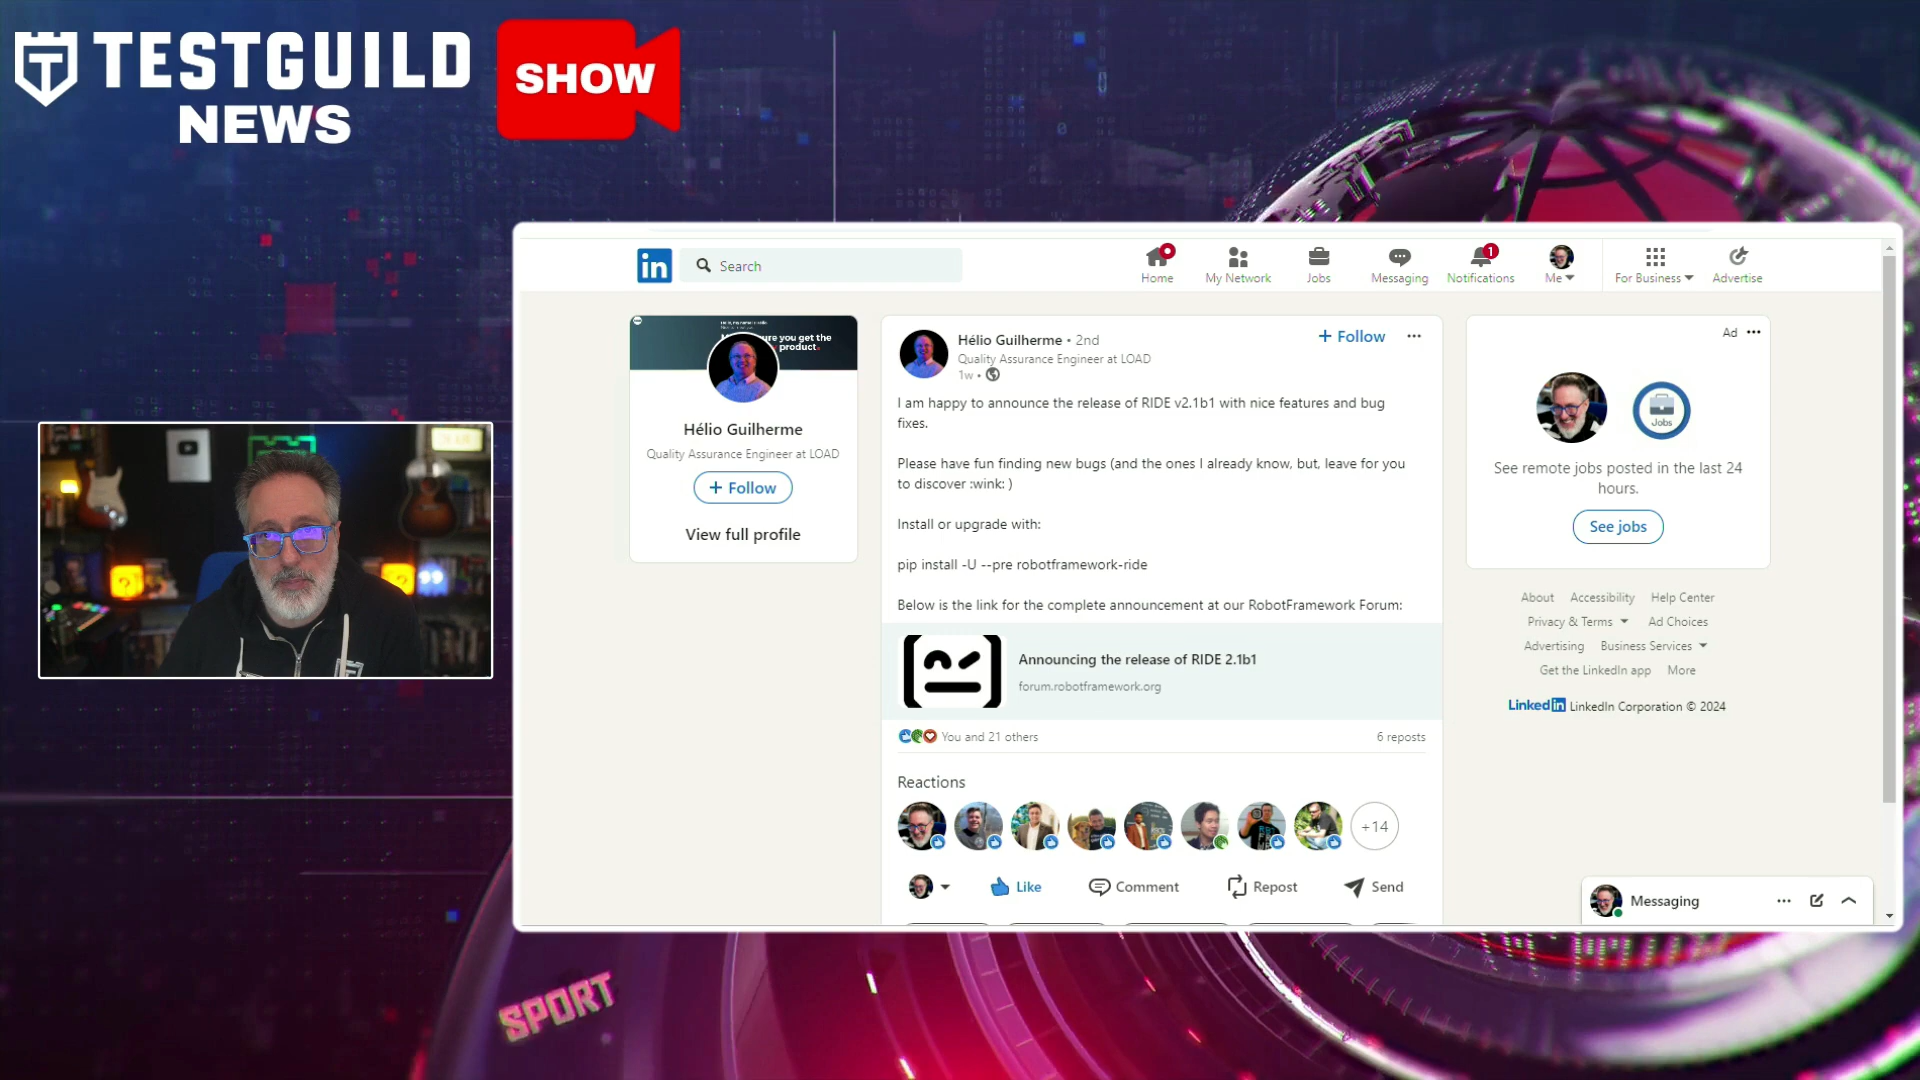 TESTGUILD
NEWS
SHOW
in
Search
Home
My Network
Jobs
Messaging
1
Notifications
Me
For Business
Advertise
Hélio Guilherme
Quality Assurance Engineer at LOAD
+ Follow
View full profile
Hélio Guilherme • 2nd
Quality Assurance Engineer at LOAD
1w •
+ Follow
I am happy to announce the release of RIDE v2.1b1 with nice features and bug
fixes.
Please have fun finding new bugs (and the ones I already know, but, leave for you
to discover :wink: )
Install or upgrade with:
pip install -U --pre robotframework-ride
Below is the link for the complete announcement at our RobotFramework Forum:
Announcing the release of RIDE 2.1b1
forum.robotframework.org
You and 21 others
6 reposts
Reactions
+14
Like
Comment
Repost
Send
Ad
Jobs
See remote jobs posted in the last 24
hours.
See jobs
About Accessibility Help Center
Privacy & Terms Ad Choices
Advertising Business Services
Get the LinkedIn app More
LinkedIn LinkedIn Corporation © 2024
Messaging
SPORT